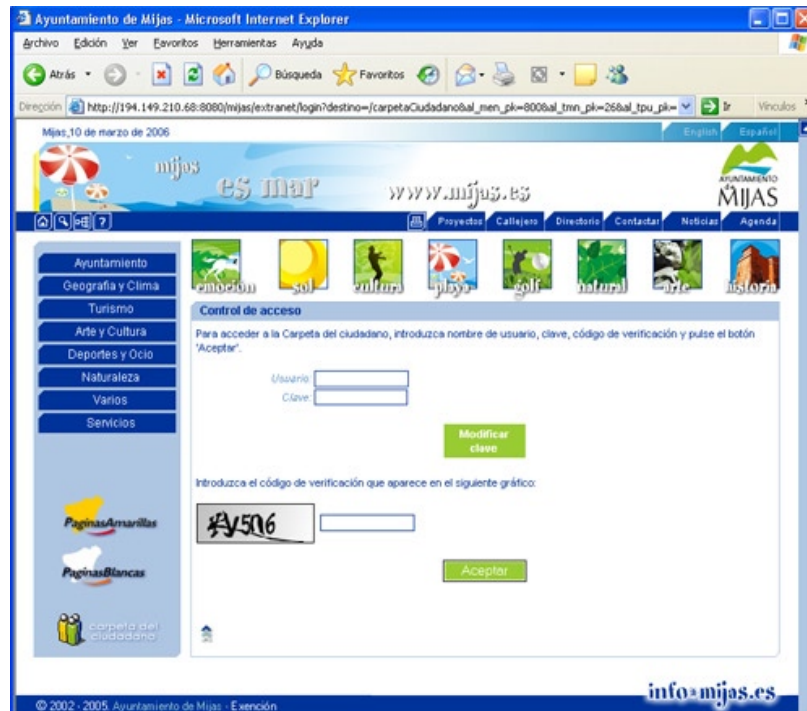 Ayuntamiento de Mijas - Microsoft Internet Explorer
Archivo Edición Ver Favoritos Herramientas Ayuda
Atrás Búsqueda Favoritos
Dirección http://194.149.210.68:8080/mijas/extranet/login?destino=/carpetaCiudadano&al_men_pk=800&al_tmn_pk=26&al_tpu_pk= Ir Vínculos
Mijas,10 de marzo de 2006 English Español
mijas es mar www.mijas.es
AYUNTAMIENTO
MIJAS
Proyectos Callejero Directorio Contactar Noticias Agenda
emoción sol cultura playa golf natural arte historia
Ayuntamiento
Geografía y Clima
Turismo
Arte y Cultura
Deportes y Ocio
Naturaleza
Varios
Servicios
PaginasAmarillas
PaginasBlancas
carpeta del
ciudadano
Control de acceso
Para acceder a la Carpeta del ciudadano, introduzca nombre de usuario, clave, código de verificación y pulse el botón
'Aceptar'.
Usuario:
Clave:
Modificar
clave
Introduzca el código de verificación que aparece en el siguiente gráfico:
Aceptar
info@mijas.es
© 2002 - 2005. Ayuntamiento de Mijas - Exención